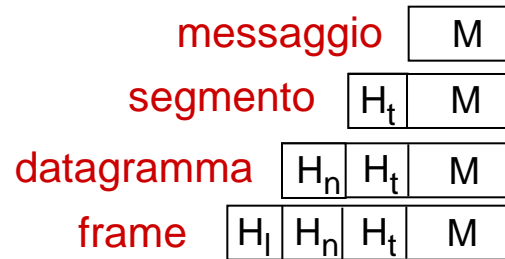 messaggio M
segmento Ht M
datagramma Hn Ht M
frame Hl Hn Ht M